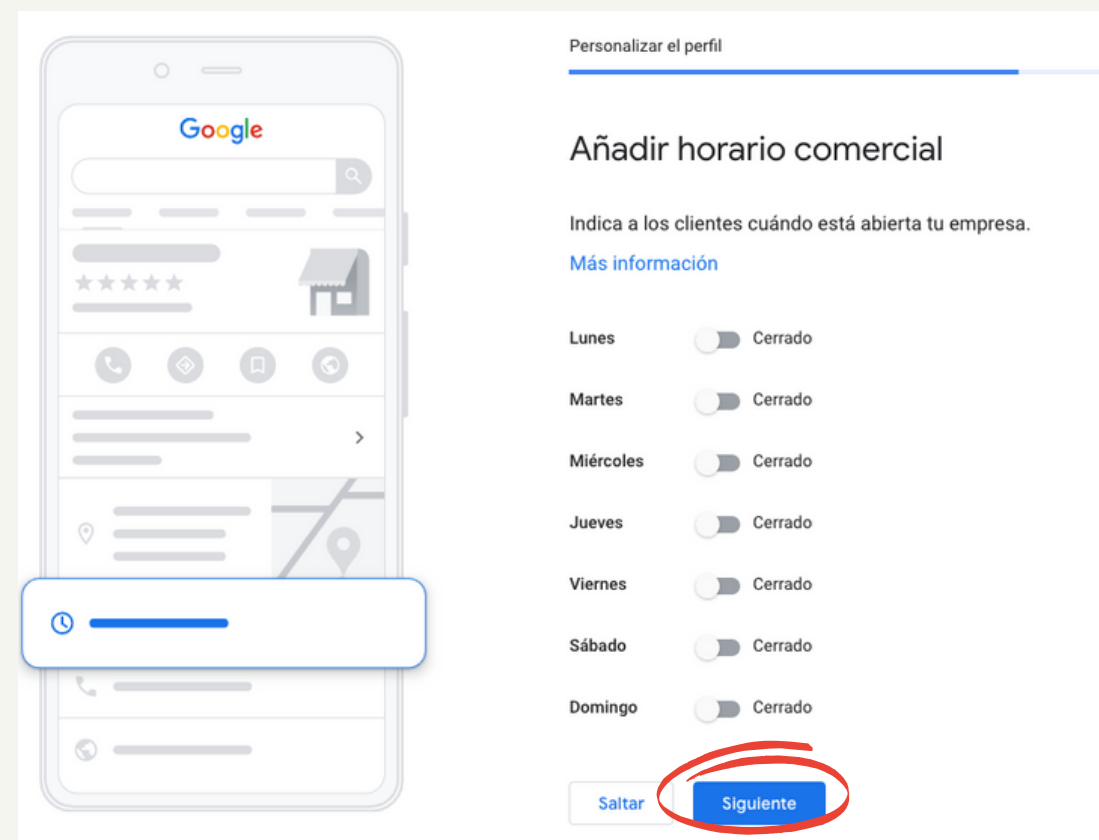 Google
Personalizar el perfil
Añadir horario comercial
Indica a los clientes cuándo está abierta tu empresa.
Más información
Lunes Cerrado
Martes Cerrado
Miércoles Cerrado
Jueves Cerrado
Viernes Cerrado
Sábado Cerrado
Domingo Cerrado
Saltar Siguiente